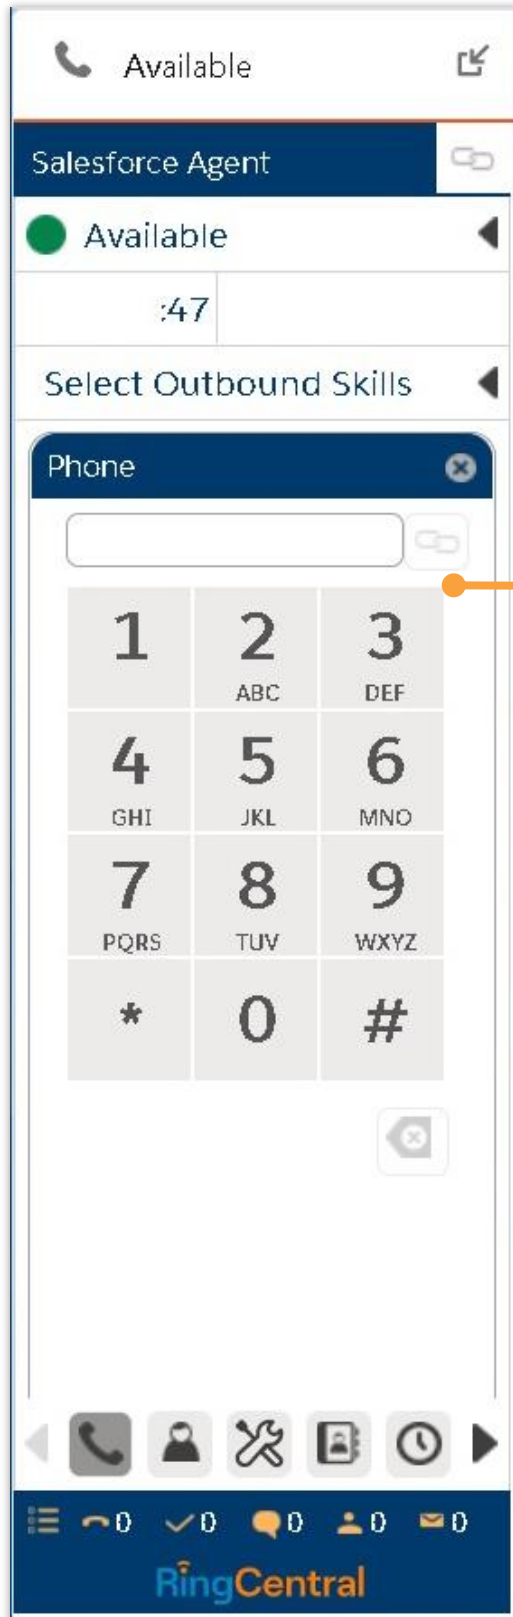 Available
Salesforce Agent
Available
:47
Select Outbound Skills
Phone
1 2 3
ABC DEF
4 5 6
GHI JKL MNO
7 8 9
PQRS TUV WXYZ
* 0 #
0 0 0 0 0
RingCentral